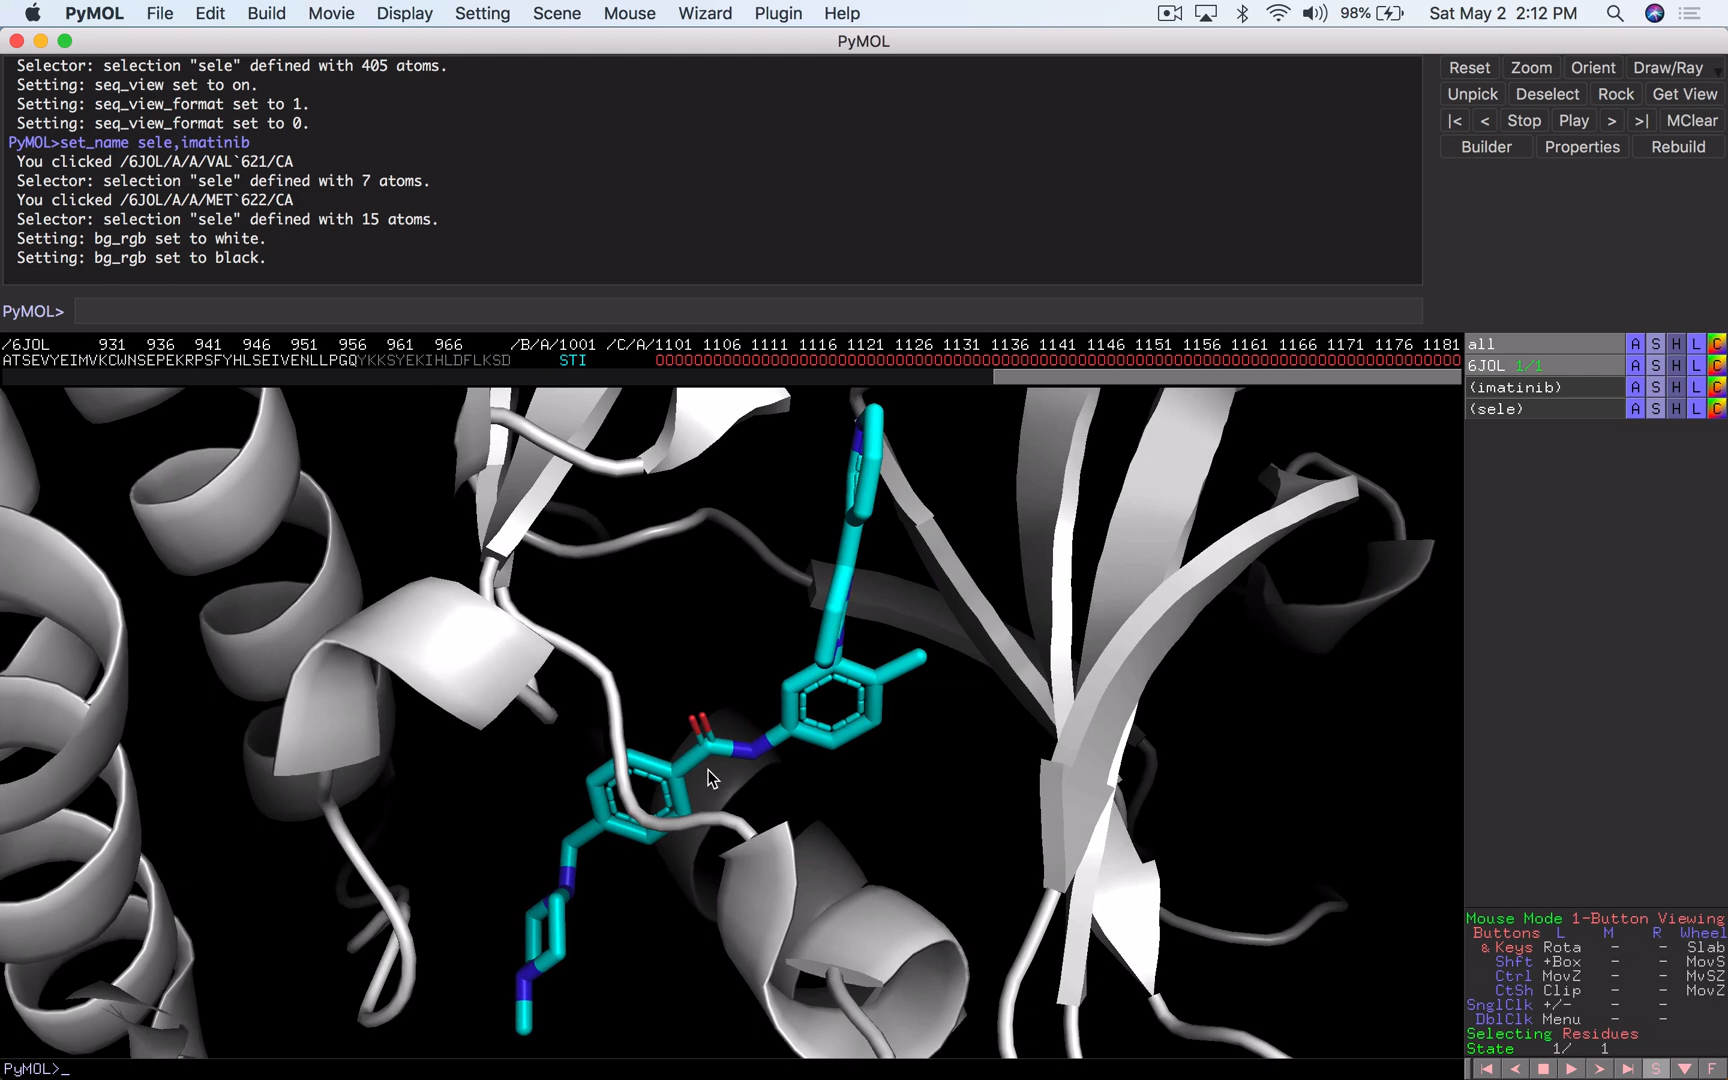 PyMOL File Edit Build Movie Display Setting Scene Mouse Wizard Plugin Help 98% Sat May 2 2:12 PM
PyMOL
Selector: selection "sele" defined with 405 atoms.
Setting: seq_view set to on.
Setting: seq_view_format set to 1.
Setting: seq_view_format set to 0.
PyMOL>set_name sele,imatinib
You clicked /6JOL/A/A/VAL`621/CA
Selector: selection "sele" defined with 7 atoms.
You clicked /6JOL/A/A/MET`622/CA
Selector: selection "sele" defined with 15 atoms.
Setting: bg_rgb set to white.
Setting: bg_rgb set to black.
PyMOL>
Reset Zoom Orient Draw/Ray
Unpick Deselect Rock Get View
|< < Stop Play > >| MClear
Builder Properties Rebuild
/6JOL 931 936 941 946 951 956 961 966 /B/A/1001 /C/A/1101 1106 1111 1116 1121 1126 1131 1136 1141 1146 1151 1156 1161 1166 1171 1176 1181
ATSEVYEIMVKCWNSEPEKRPSFYHLSEIVENLLPGQYKKSYEKIHLDFLKSD STI
all A S H L C
6JOL 1/1 A S H L C
(imatinib) A S H L C
(sele) A S H L C
Mouse Mode 1-Button Viewing
Buttons L M R Wheel
& Keys Rota - - Slab
Shft +Box - - MovS
Ctrl MovZ - - MvSZ
CtSh Clip - - MovZ
SnglClk +/- - -
DblClk Menu - -
Selecting Residues
State 1/ 1
S F
PyMOL>_